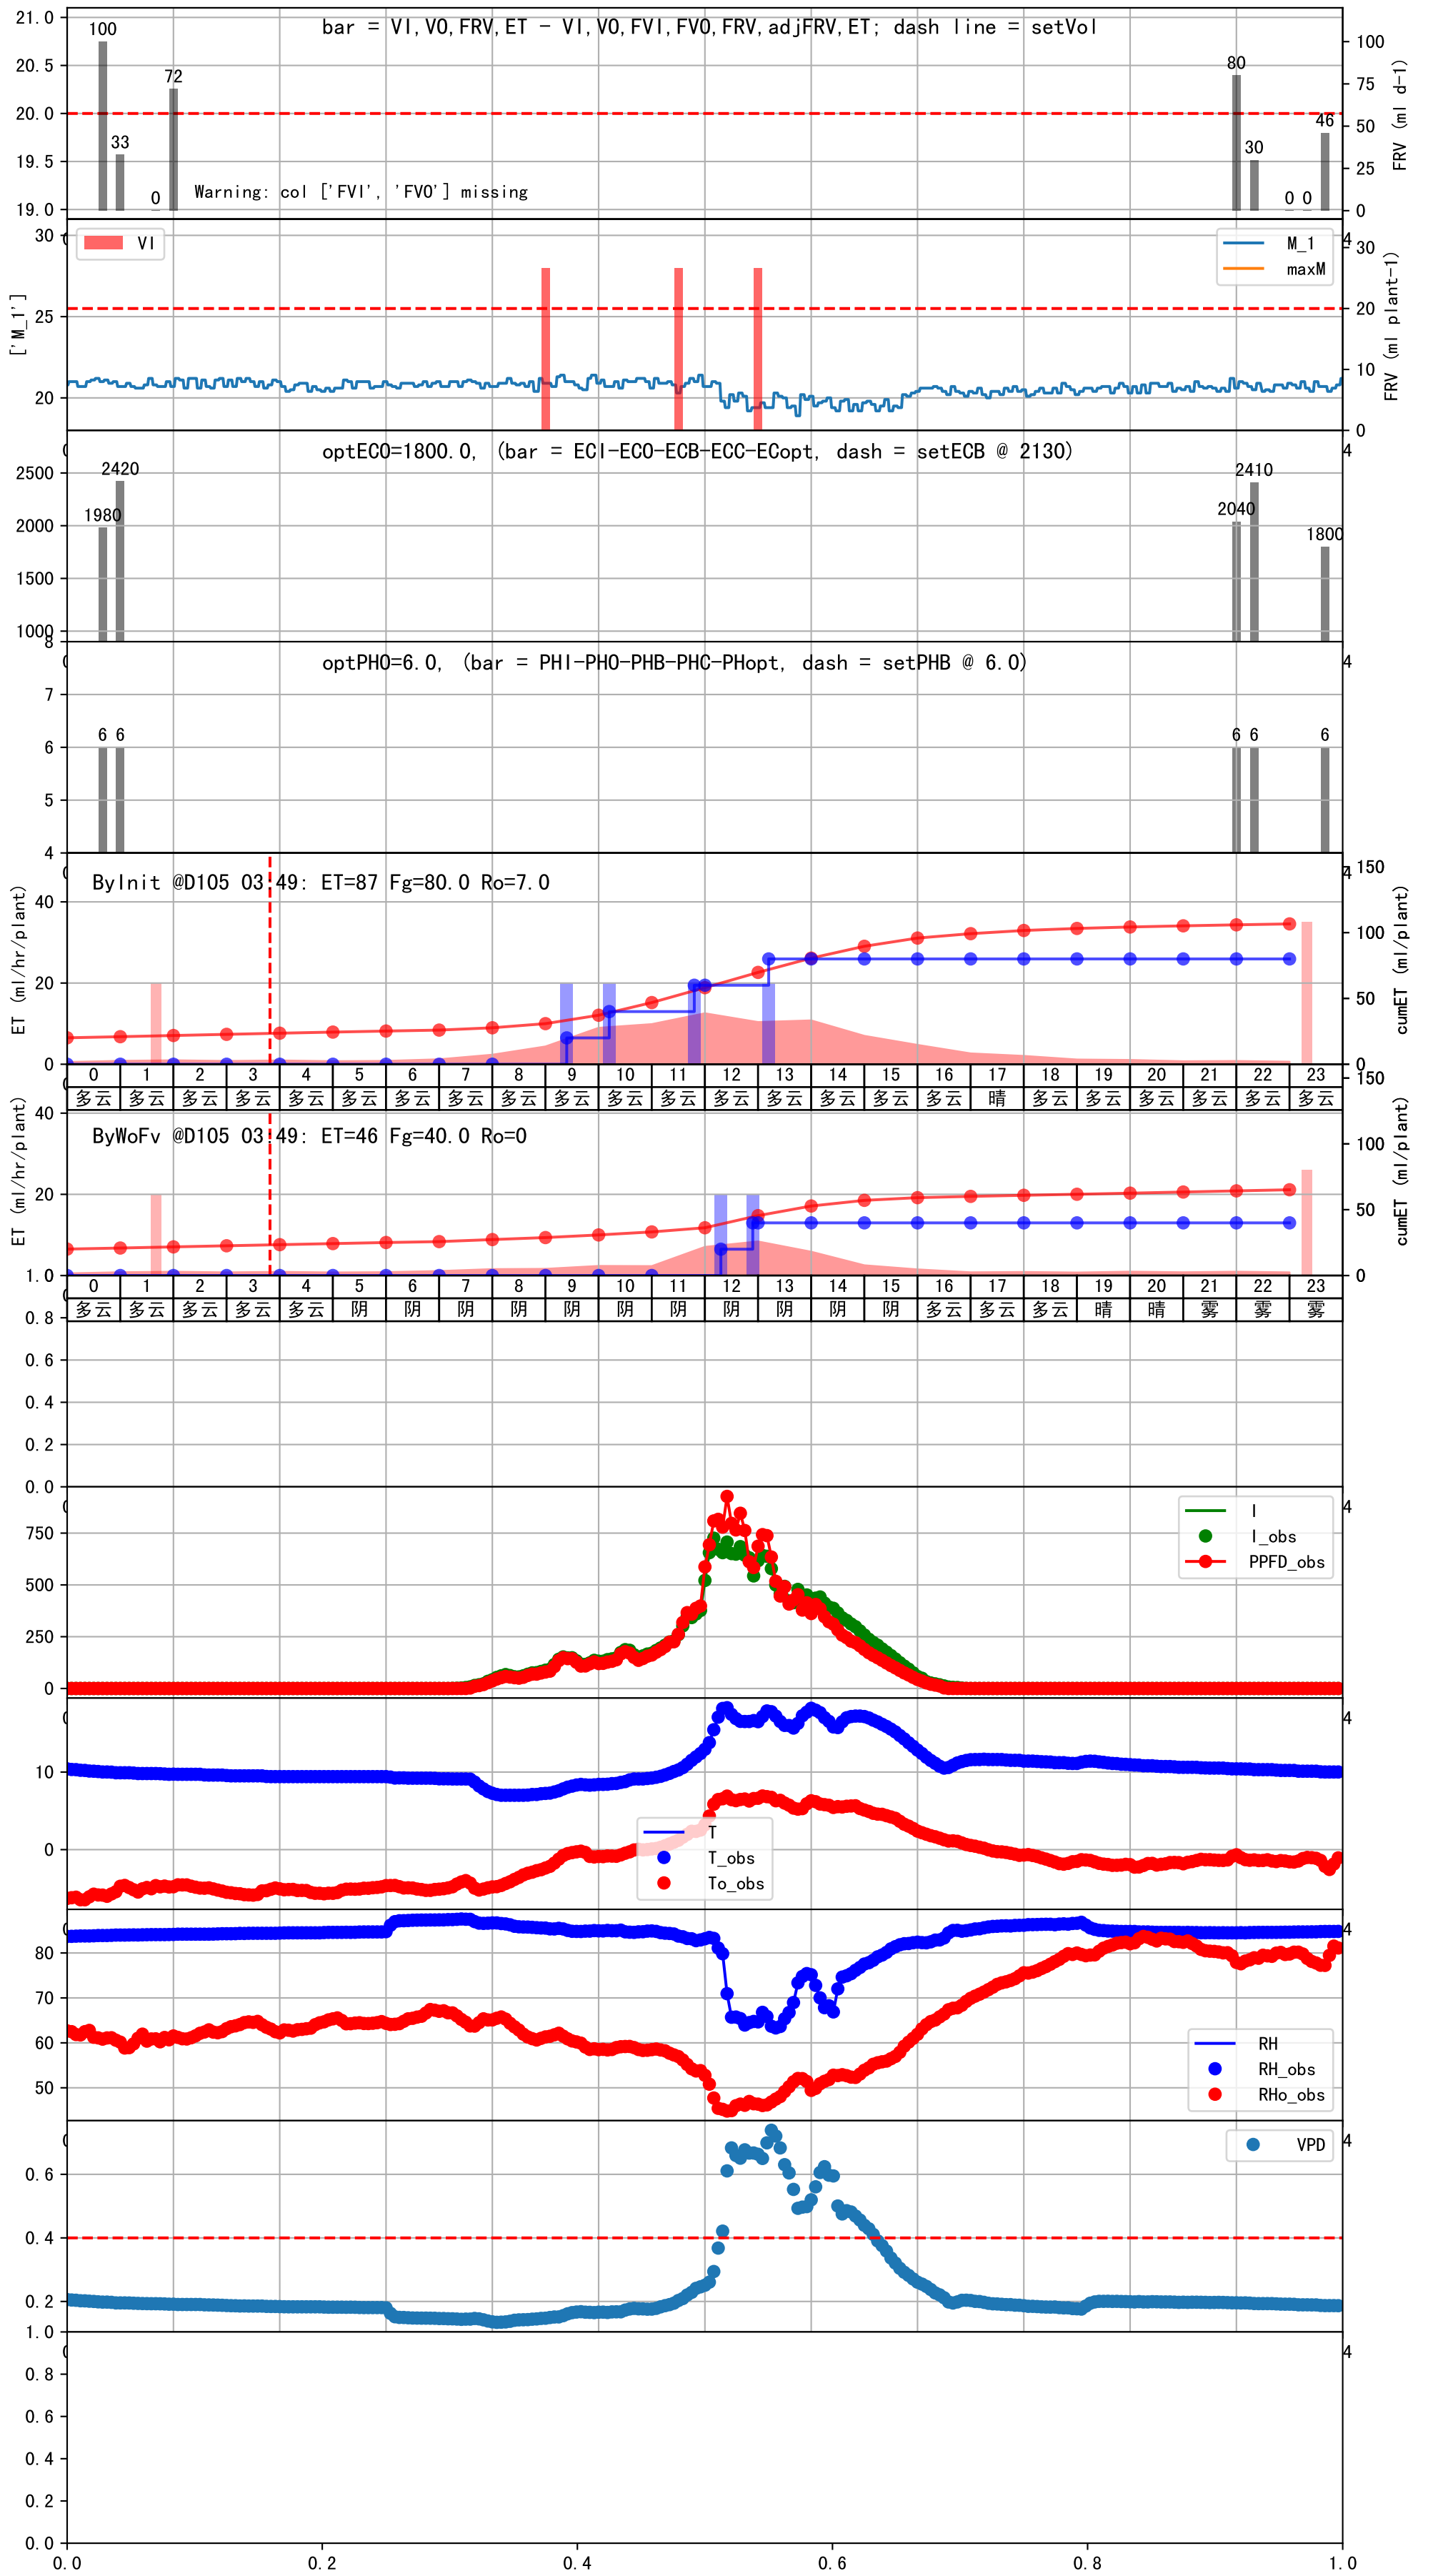 bar = VI,VO,FRV,ET - VI,VO,FVI,FVO,FRV,adjFRV,ET; dash line = setVol
21.0
20.5
20.0
19.5
19.0
100
33
0
72
80
30
0 0
46
Warning: col ['FVI', 'FVO'] missing
100
75
50
25
0
FRV (ml d-1)
['M_1']
30
25
20
VI
M_1
maxM
30
20
10
0
FRV (ml plant-1)
optECO=1800.0, (bar = ECI-ECO-ECB-ECC-ECopt, dash = setECB @ 2130)
2500
2000
1500
1000
1980
2420
2040
2410
1800
optPHO=6.0, (bar = PHI-PHO-PHB-PHC-PHopt, dash = setPHB @ 6.0)
8
7
6
5
4
6 6
6 6
6
ByInit @D105 03:49: ET=87 Fg=80.0 Ro=7.0
ET (ml/hr/plant)
40
20
0
150
100
50
0
cumET (ml/plant)
0 1 2 3 4 5 6 7 8 9 10 11 12 13 14 15 16 17 18 19 20 21 22 23
多云 多云 多云 多云 多云 多云 多云 多云 多云 多云 多云 多云 多云 多云 多云 多云 多云 晴 多云 多云 多云 多云 多云 多云
ByWoFv @D105 03:49: ET=46 Fg=40.0 Ro=0
ET (ml/hr/plant)
40
20
150
100
50
0
cumET (ml/plant)
0 1 2 3 4 5 6 7 8 9 10 11 12 13 14 15 16 17 18 19 20 21 22 23
多云 多云 多云 多云 多云 阴 阴 阴 阴 阴 阴 阴 阴 阴 阴 阴 多云 多云 多云 晴 晴 雾 雾 雾
1.0
0.8
0.6
0.4
0.2
0.0
750
500
250
0
I
I_obs
PPFD_obs
10
0
T
T_obs
To_obs
80
70
60
50
RH
RH_obs
RHo_obs
0.6
0.4
0.2
VPD
1.0
0.8
0.6
0.4
0.2
0.0
0.0 0.2 0.4 0.6 0.8 1.0